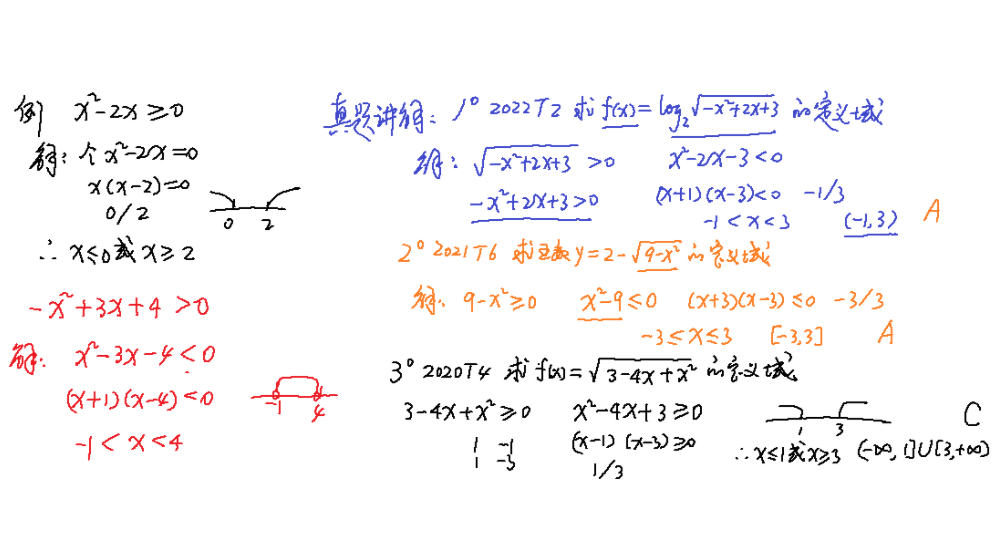 例 x²-2x≥0
解：令x²-2x=0
x(x-2)=0
0/2
0 2
∴ x≤0或x≥2
-x²+3x+4>0
解：x²-3x-4<0
(x+1)(x-4)<0
-1 4
-1<x<4
真题讲解：1° 2022T2 求f(x)=log₂√(-x²+2x+3) 的定义域
解：√(-x²+2x+3) >0 x²-2x-3<0
-x²+2x+3>0 (x+1)(x-3)<0 -1/3
-1<x<3 (-1,3) A
2° 2021T6 求函数y=2-√(9-x²) 的定义域
解：9-x²≥0 x²-9≤0 (x+3)(x-3)≤0 -3/3
-3≤x≤3 [-3,3] A
3° 2020T4 求f(x)=√(3-4x+x²) 的定义域
3-4x+x²≥0 x²-4x+3≥0 C
1 -1 (x-1)(x-3)≥0 1 3
1 -3 1/3 ∴x≤1或x≥3 (-∞,1]∪[3,+∞)